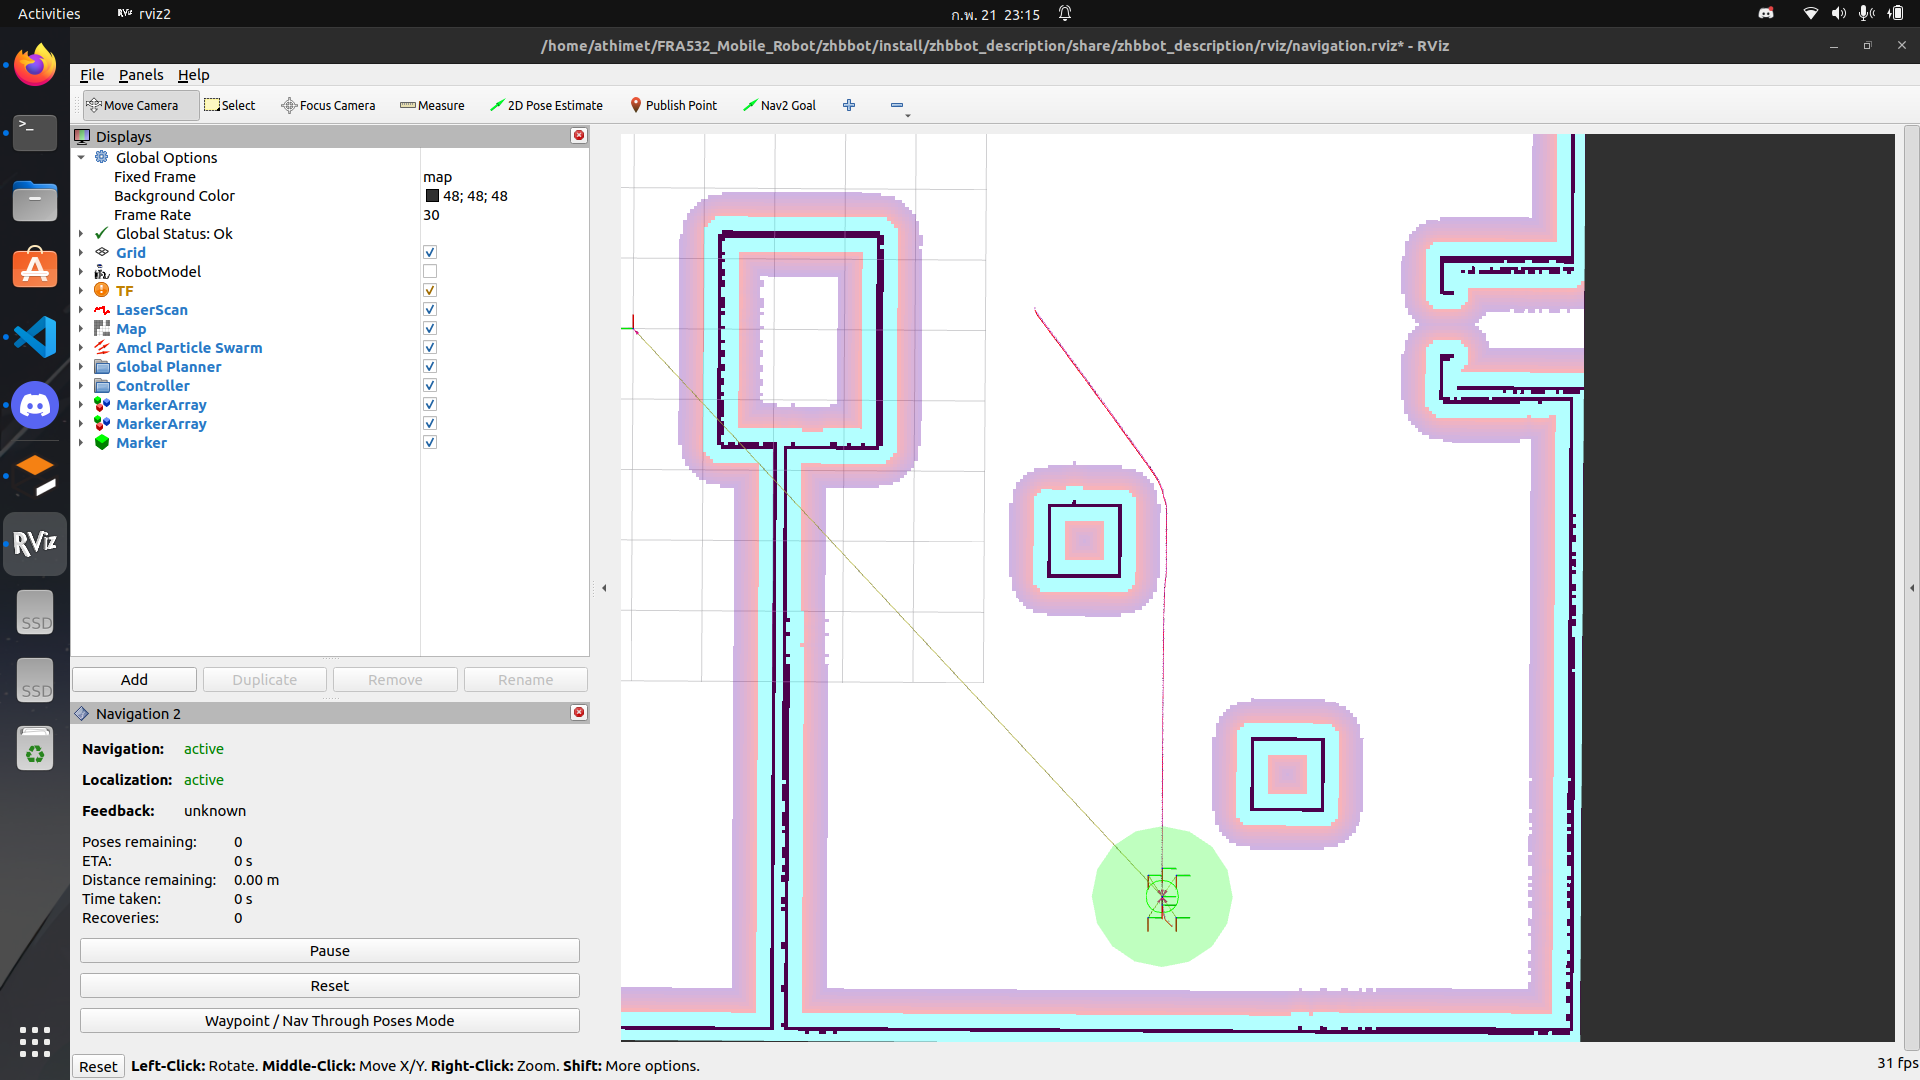 Activities
RViz rviz2
ก.พ. 21 23:15
/home/athimet/FRA532_Mobile_Robot/zhbbot/install/zhbbot_description/share/zhbbot_description/rviz/navigation.rviz* - RViz
File Panels Help
Move Camera Select Focus Camera Measure 2D Pose Estimate Publish Point Nav2 Goal
Displays
Global Options
Fixed Frame map
Background Color 48; 48; 48
Frame Rate 30
Global Status: Ok
Grid
RobotModel
TF
LaserScan
Map
Amcl Particle Swarm
Global Planner
Controller
MarkerArray
MarkerArray
Marker
Add Duplicate Remove Rename
Navigation 2
Navigation: active
Localization: active
Feedback: unknown
Poses remaining: 0
ETA: 0 s
Distance remaining: 0.00 m
Time taken: 0 s
Recoveries: 0
Pause
Reset
Waypoint / Nav Through Poses Mode
Reset Left-Click: Rotate. Middle-Click: Move X/Y. Right-Click: Zoom. Shift: More options. 31 fps
>_
RViz
SSD
SSD